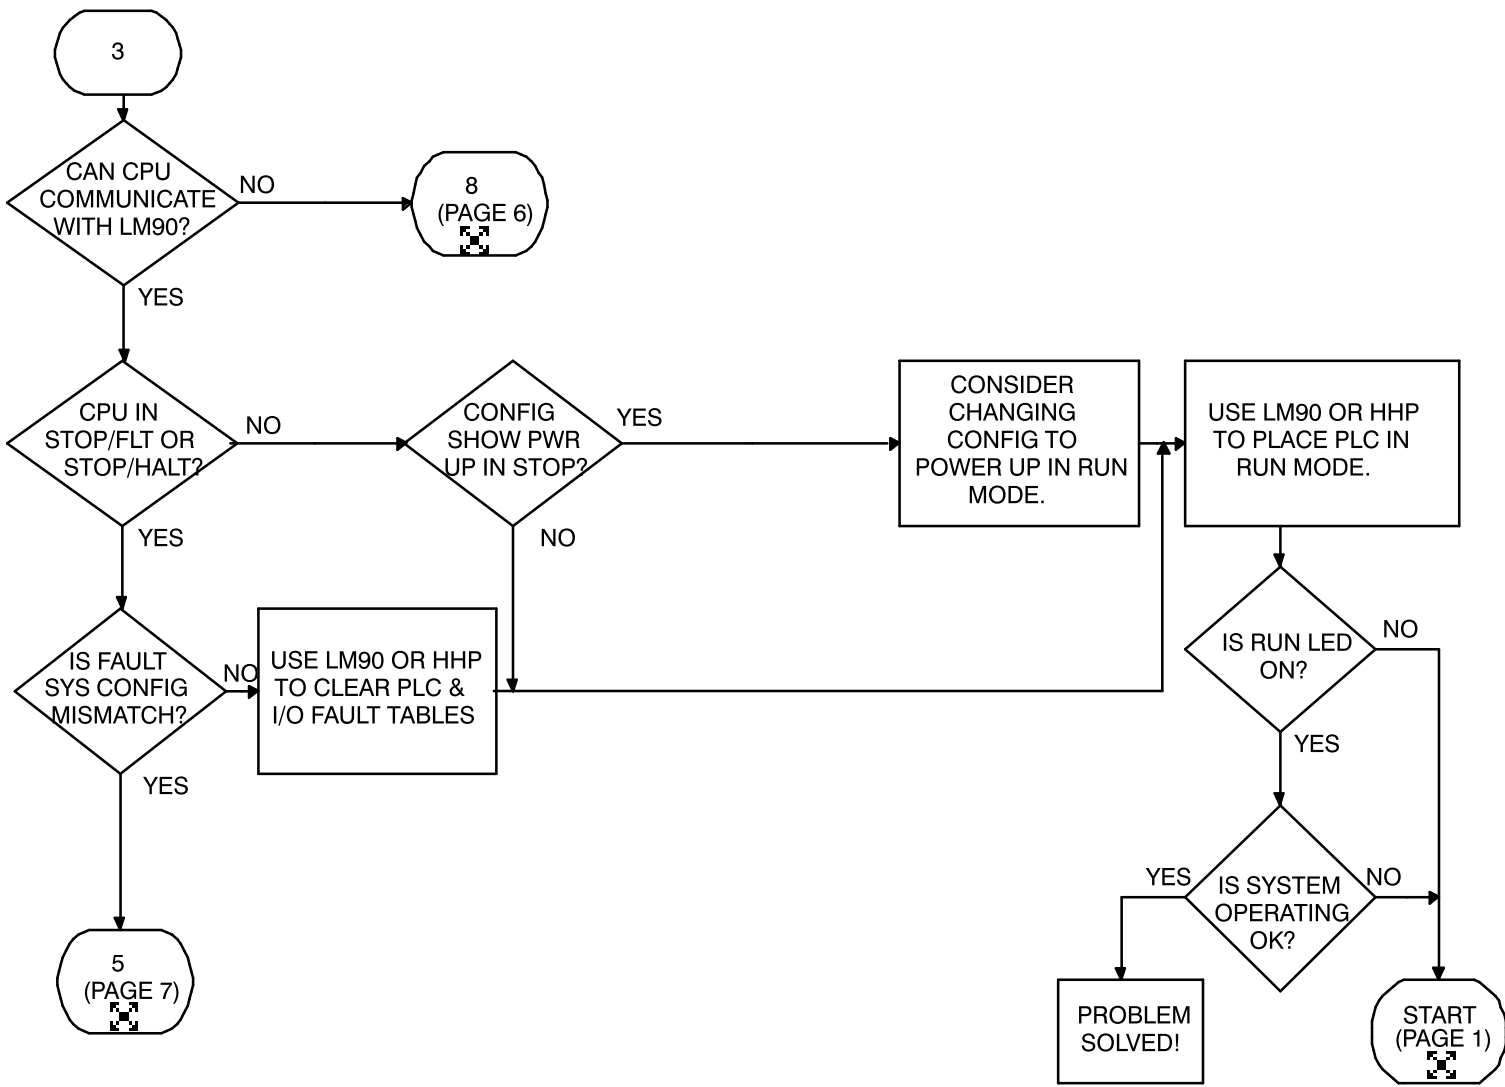 3
CAN CPU
COMMUNICATE
WITH LM90?
NO
8
(PAGE 6)
YES
CPU IN
STOP/FLT OR
STOP/HALT?
NO
CONFIG
SHOW PWR
UP IN STOP?
YES
CONSIDER
CHANGING
CONFIG TO
POWER UP IN RUN
MODE.
USE LM90 OR HHP
TO PLACE PLC IN
RUN MODE.
YES
NO
IS FAULT
SYS CONFIG
MISMATCH?
NO
USE LM90 OR HHP
TO CLEAR PLC &
I/O FAULT TABLES
IS RUN LED
ON?
NO
YES
YES
IS SYSTEM
OPERATING
OK?
YES
NO
5
(PAGE 7)
PROBLEM
SOLVED!
START
(PAGE 1)